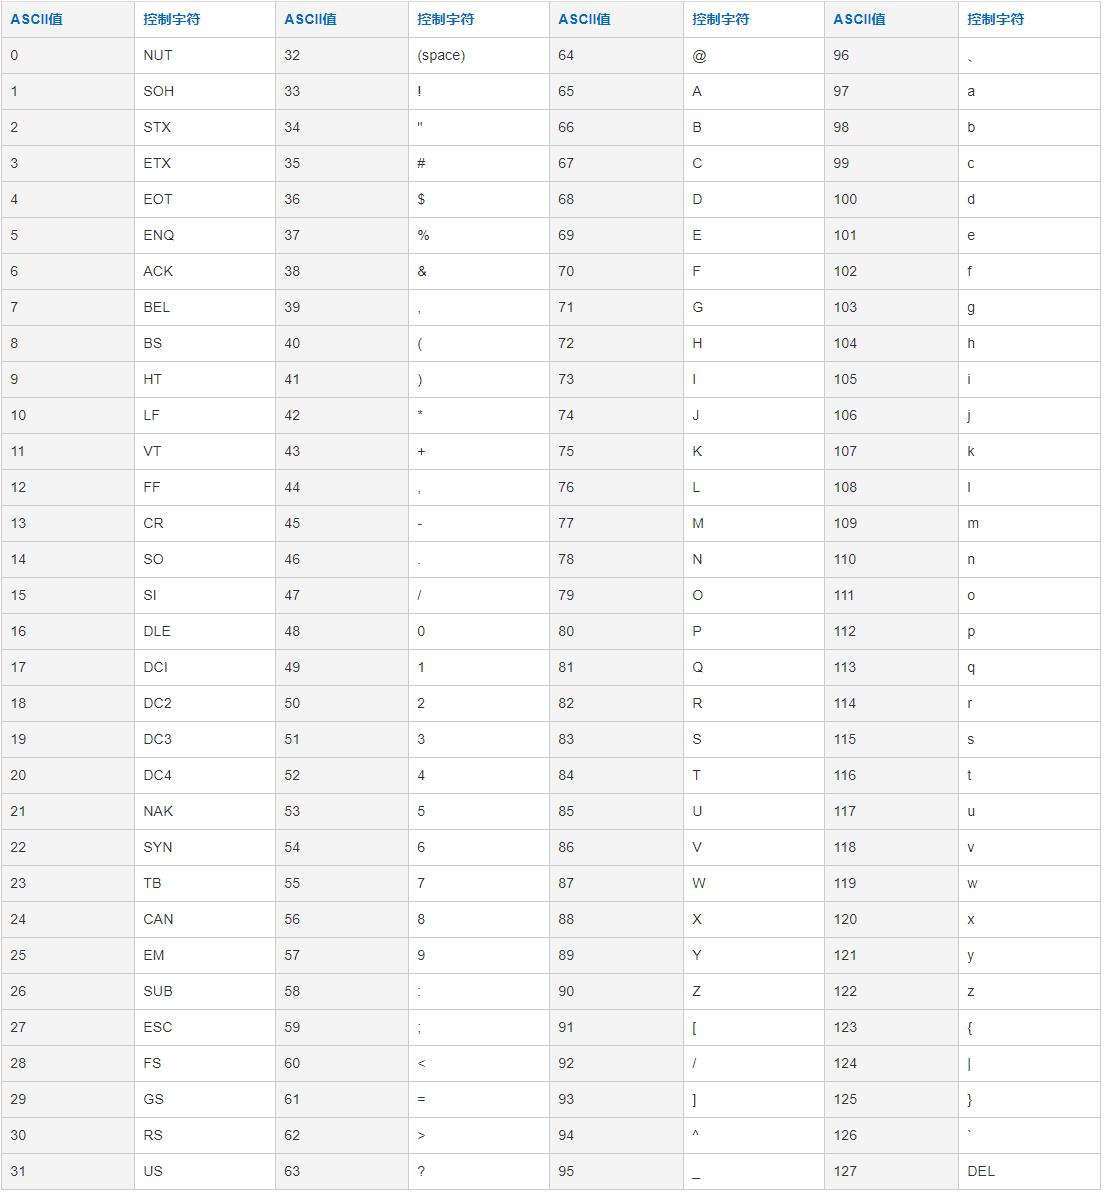 ASCII值 控制字符 ASCII值 控制字符 ASCII值 控制字符 ASCII值 控制字符
0 NUT 32 (space) 64 @ 96 、
1 SOH 33 ! 65 A 97 a
2 STX 34 " 66 B 98 b
3 ETX 35 # 67 C 99 c
4 EOT 36 $ 68 D 100 d
5 ENQ 37 % 69 E 101 e
6 ACK 38 & 70 F 102 f
7 BEL 39 , 71 G 103 g
8 BS 40 ( 72 H 104 h
9 HT 41 ) 73 I 105 i
10 LF 42 * 74 J 106 j
11 VT 43 + 75 K 107 k
12 FF 44 , 76 L 108 l
13 CR 45 - 77 M 109 m
14 SO 46 . 78 N 110 n
15 SI 47 / 79 O 111 o
16 DLE 48 0 80 P 112 p
17 DCI 49 1 81 Q 113 q
18 DC2 50 2 82 R 114 r
19 DC3 51 3 83 S 115 s
20 DC4 52 4 84 T 116 t
21 NAK 53 5 85 U 117 u
22 SYN 54 6 86 V 118 v
23 TB 55 7 87 W 119 w
24 CAN 56 8 88 X 120 x
25 EM 57 9 89 Y 121 y
26 SUB 58 : 90 Z 122 z
27 ESC 59 ; 91 [ 123 {
28 FS 60 < 92 / 124 |
29 GS 61 = 93 ] 125 }
30 RS 62 > 94 ^ 126 `
31 US 63 ? 95 _ 127 DEL